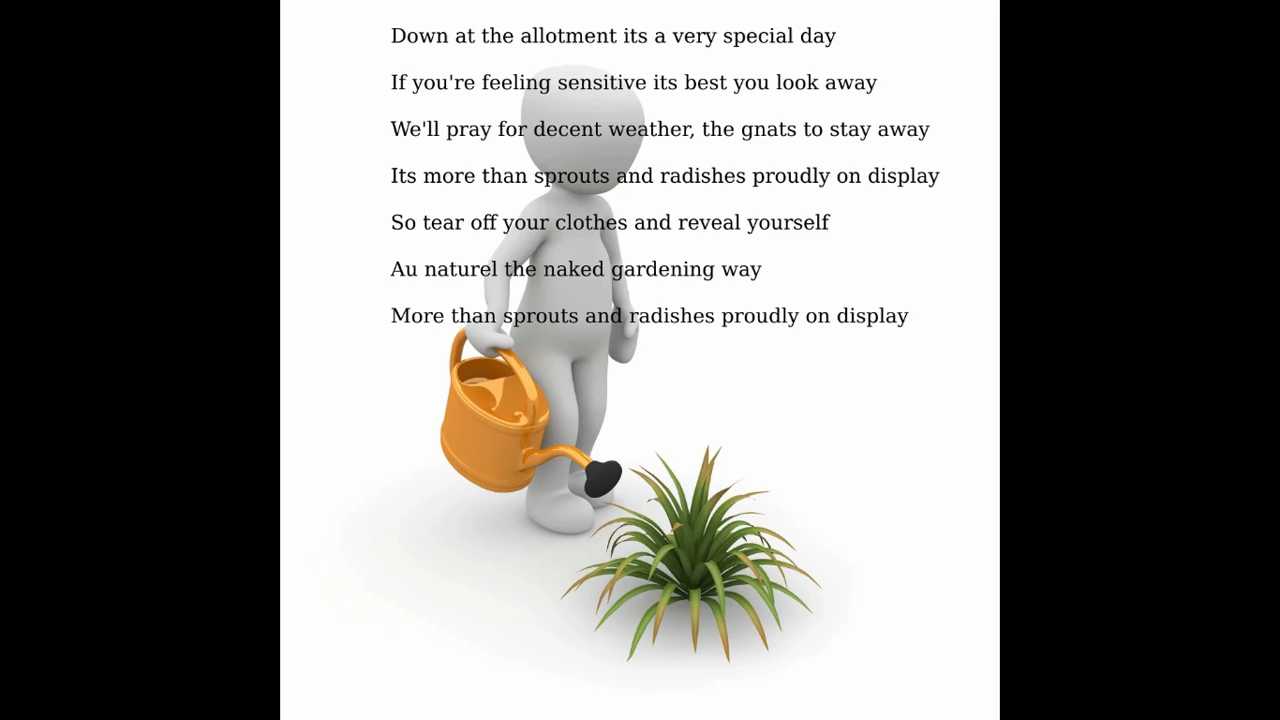 Down at the allotment its a very special day
If you're feeling sensitive its best you look away
We'll pray for decent weather, the gnats to stay away
Its more than sprouts and radishes proudly on display
So tear off your clothes and reveal yourself
Au naturel the naked gardening way
More than sprouts and radishes proudly on display